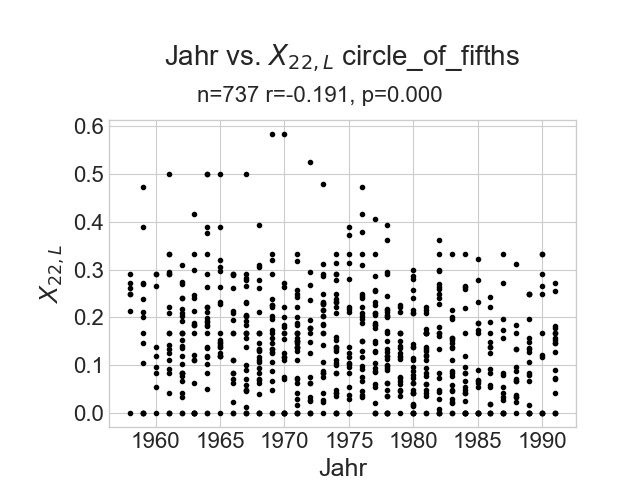 Jahr vs. X22, L circle_of_fifths
n=737 r=-0.191, p=0.000
0.6
0.5
0.4
0.3
0.2
0.1
0.0
X22, L
1960 1965 1970 1975 1980 1985 1990
Jahr